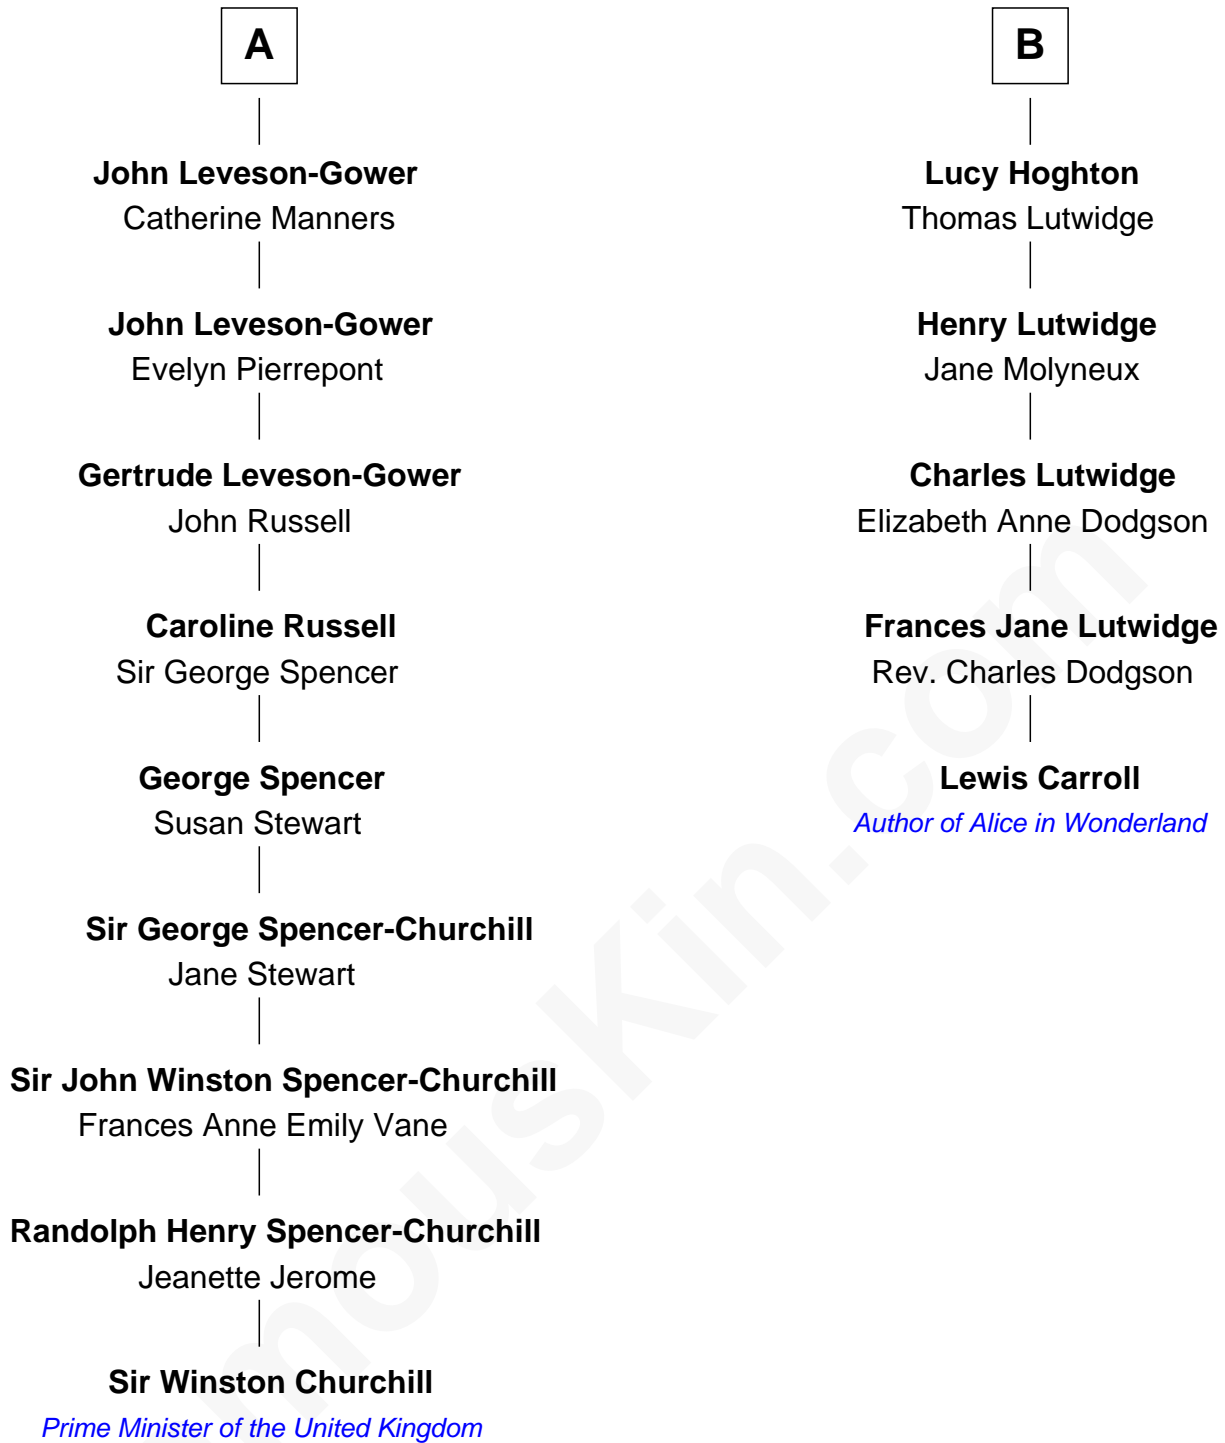 A
John Leveson-Gower
Catherine Manners
John Leveson-Gower
Evelyn Pierrepont
Gertrude Leveson-Gower
John Russell
Caroline Russell
Sir George Spencer
George Spencer
Susan Stewart
Sir George Spencer-Churchill
Jane Stewart
Sir John Winston Spencer-Churchill
Frances Anne Emily Vane
Randolph Henry Spencer-Churchill
Jeanette Jerome
Sir Winston Churchill
Prime Minister of the United Kingdom
B
Lucy Hoghton
Thomas Lutwidge
Henry Lutwidge
Jane Molyneux
Charles Lutwidge
Elizabeth Anne Dodgson
Frances Jane Lutwidge
Rev. Charles Dodgson
Lewis Carroll
Author of Alice in Wonderland
mousKin.com